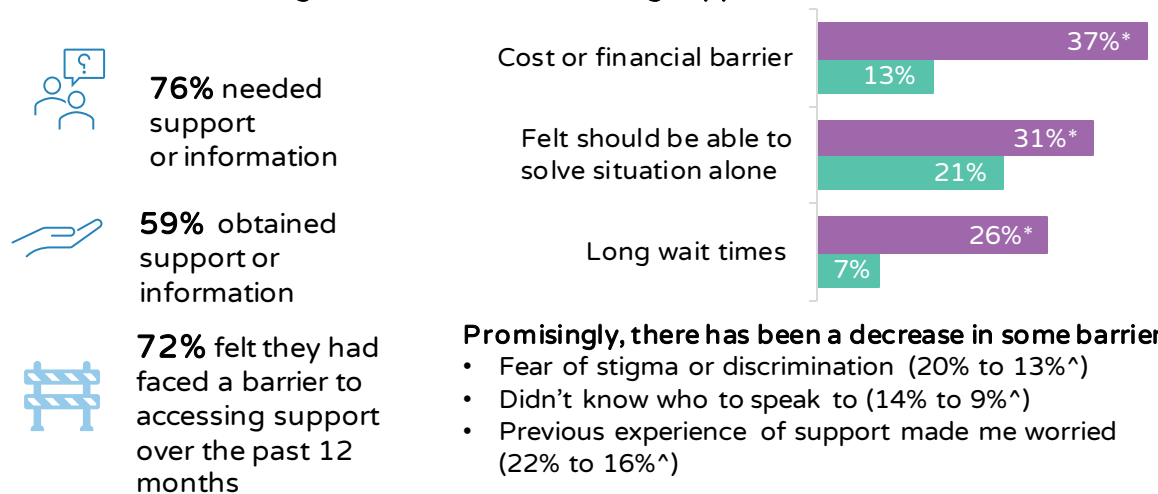 76% needed
support
or information
59% obtained
support or
information
72% felt they had
faced a barrier to
accessing support
over the past 12
months
Cost or financial barrier
37%*
13%
Felt should be able to
solve situation alone
31%*
21%
Long wait times
26%*
7%
Promisingly, there has been a decrease in some barrier
• Fear of stigma or discrimination (20% to 13%^)
• Didn't know who to speak to (14% to 9%^)
• Previous experience of support made me worried
(22% to 16%^)